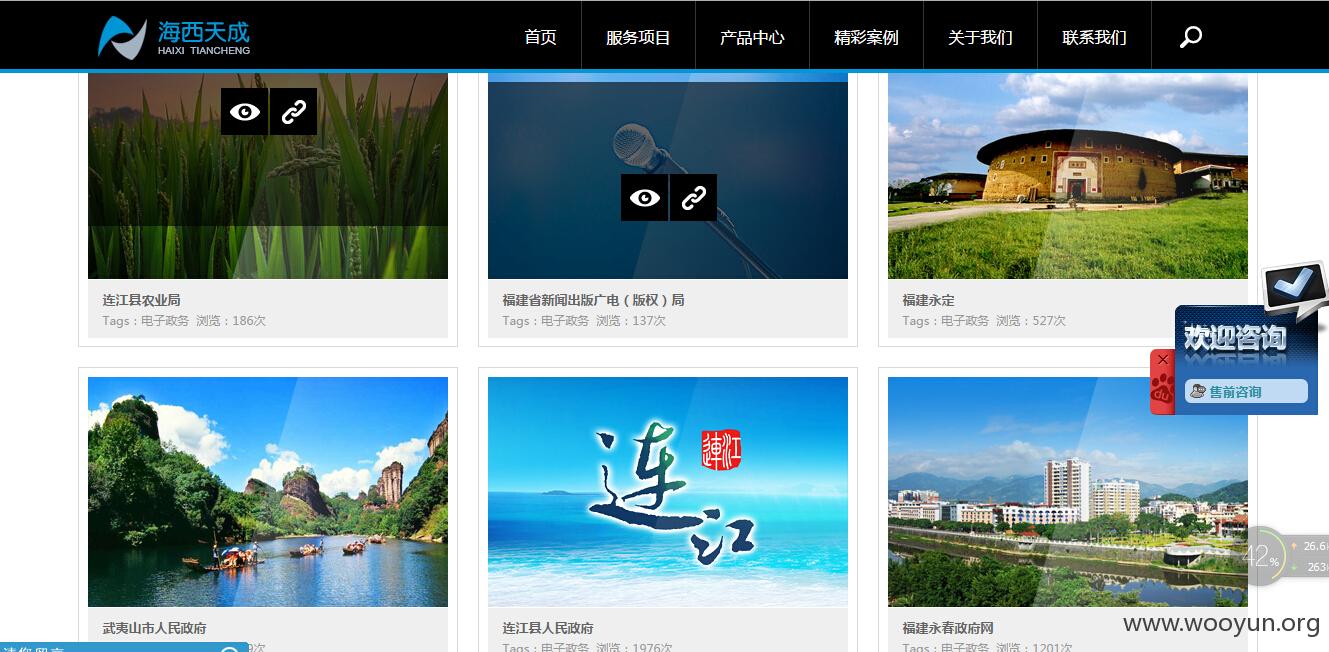 海西天成
HAIXI TIANCHENG
首页 服务项目 产品中心 精彩案例 关于我们 联系我们
连江县农业局
Tags：电子政务 浏览：186次
福建省新闻出版广电（版权）局
Tags：电子政务 浏览：137次
福建永定
Tags：电子政务 浏览：527次
欢迎咨询
du
售前咨询
连江
連江
42%
26.6
263
武夷山市人民政府
9次
连江县人民政府
Tags：电子政务 浏览：1976次
福建永春政府网
Tags：电子政务 浏览：1201次
www.wooyun.org
请您留言